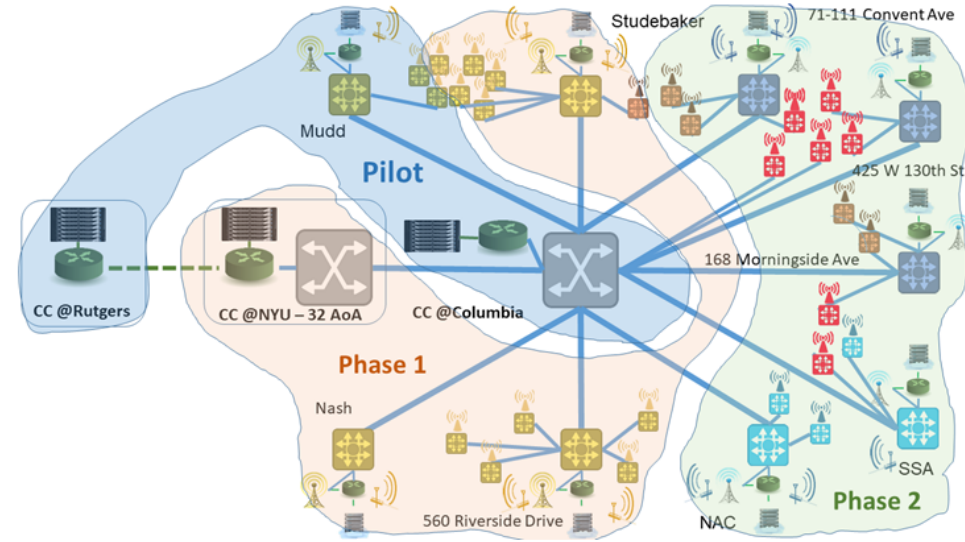 Studebaker
71-111 Convent Ave
Mudd
Pilot
425 W 130th St
168 Morningside Ave
CC @Rutgers
CC @NYU – 32 AoA
CC @Columbia
Phase 1
Nash
560 Riverside Drive
SSA
NAC
Phase 2